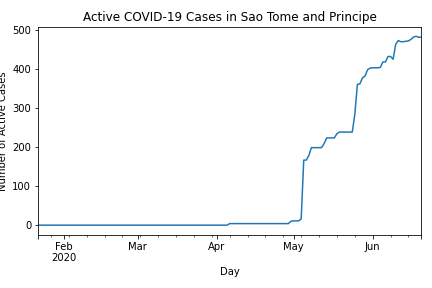 Active COVID-19 Cases in Sao Tome and Principe
Number of Active Cases
500
400
300
200
100
0
Feb
2020
Mar
Apr
May
Jun
Day